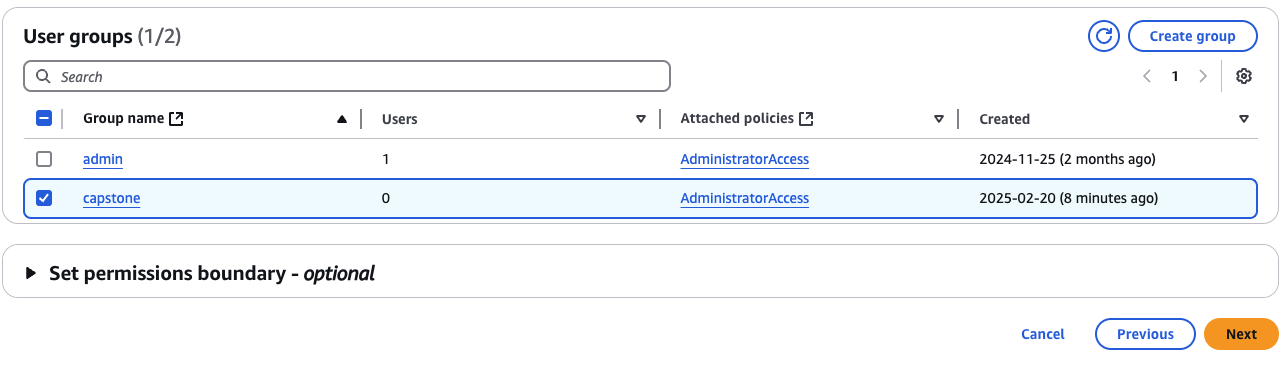 User groups (1/2)
Create group
Search
1
Group name Users Attached policies Created
admin 1 AdministratorAccess 2024-11-25 (2 months ago)
capstone 0 AdministratorAccess 2025-02-20 (8 minutes ago)
Set permissions boundary - optional
Cancel Previous Next